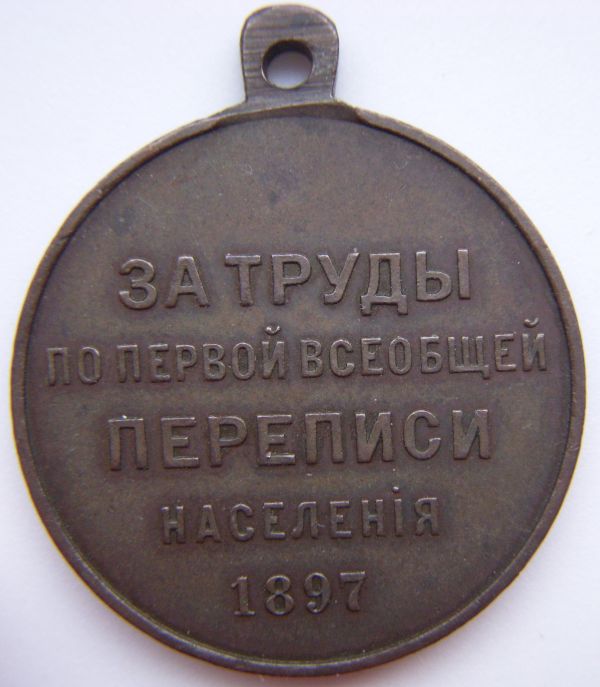 ЗА ТРУДЫ
ПО ПЕРВОЙ ВСЕОБЩЕЙ
ПЕРЕПИСИ
НАСЕЛЕНІЯ
1897